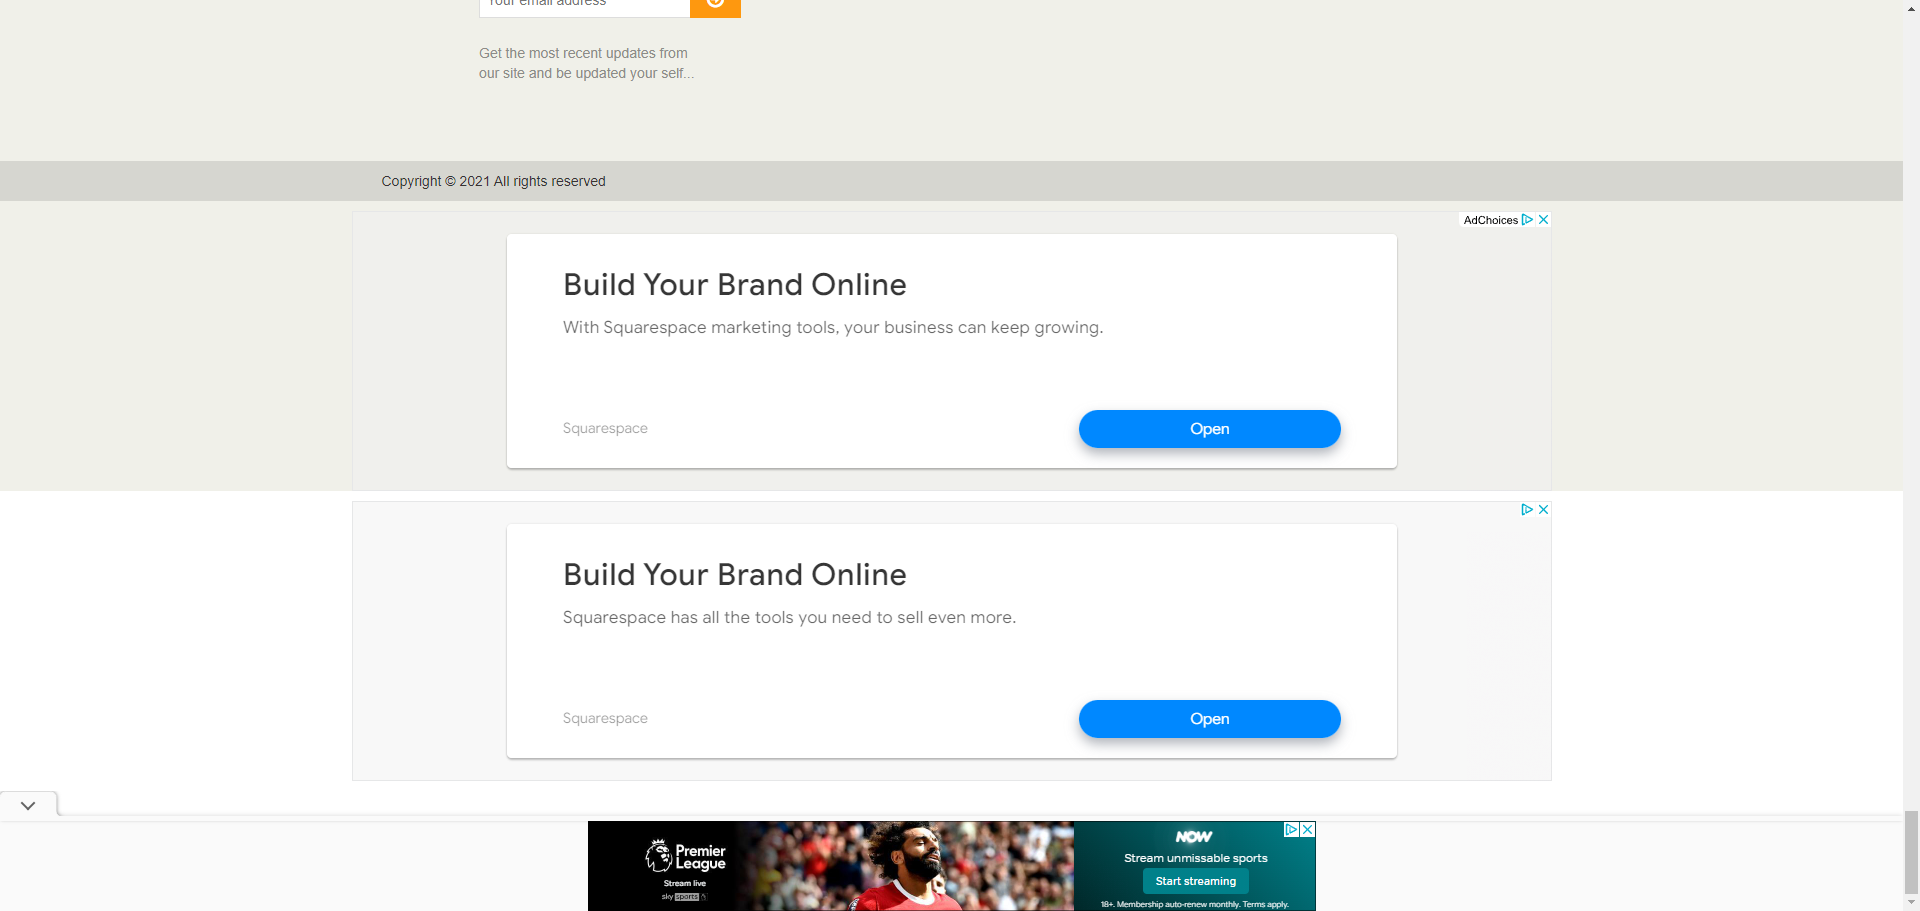 Your email address
Get the most recent updates from
our site and be updated your self...
Copyright © 2021 All rights reserved
AdChoices
Build Your Brand Online
With Squarespace marketing tools, your business can keep growing.
Squarespace
Open
Build Your Brand Online
Squarespace has all the tools you need to sell even more.
Squarespace
Open
Premier
League
Stream live
sky sports
NOW
Stream unmissable sports
Start streaming
18+. Membership auto-renew monthly. Terms apply.